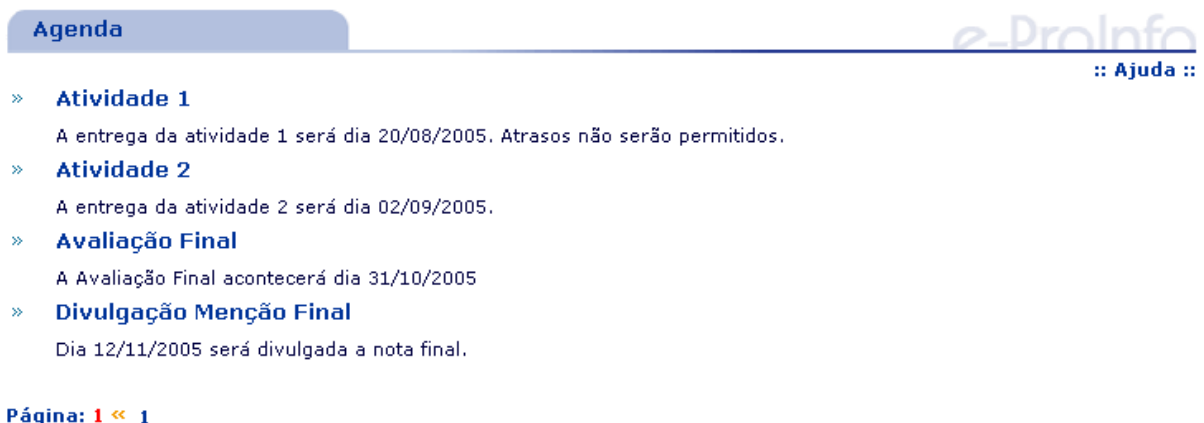 Agenda
e-ProInfo
:: Ajuda ::
» Atividade 1
A entrega da atividade 1 será dia 20/08/2005. Atrasos não serão permitidos.
» Atividade 2
A entrega da atividade 2 será dia 02/09/2005.
» Avaliação Final
A Avaliação Final acontecerá dia 31/10/2005
» Divulgação Menção Final
Dia 12/11/2005 será divulgada a nota final.
Página: 1 « 1